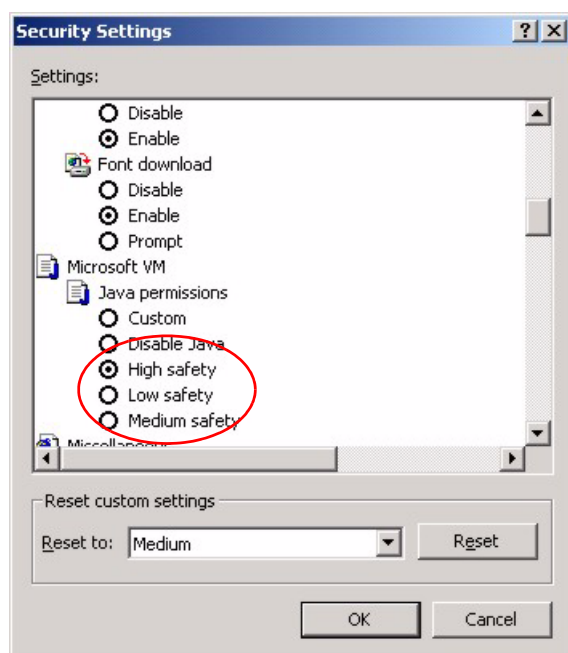 Security Settings
Settings:
Disable
Enable
Font download
Disable
Enable
Prompt
Microsoft VM
Java permissions
Custom
Disable Java
High safety
Low safety
Medium safety
Miscellaneous
Reset custom settings
Reset to: Medium Reset
OK Cancel